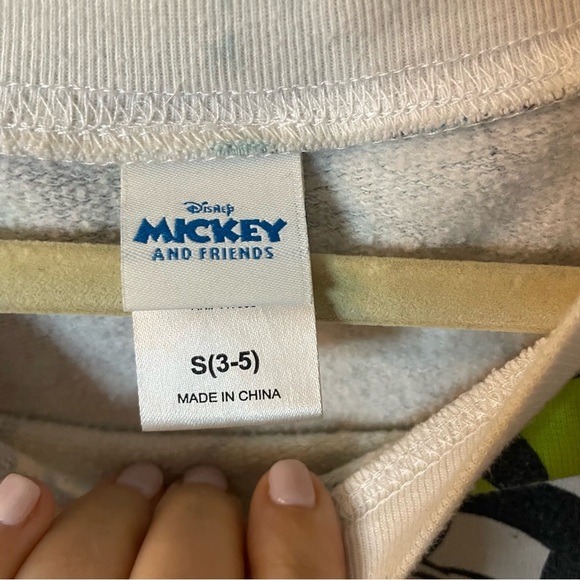 Disney
MICKEY
AND FRIENDS
S(3-5)
MADE IN CHINA